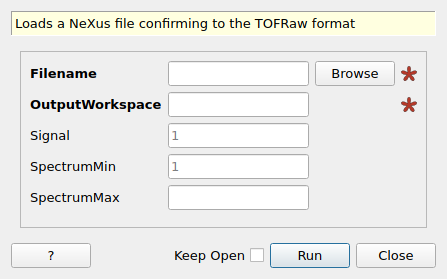 Loads a NeXus file confirming to the TOFRaw format
Filename Browse *
OutputWorkspace *
Signal 1
SpectrumMin 1
SpectrumMax
? Keep Open Run Close